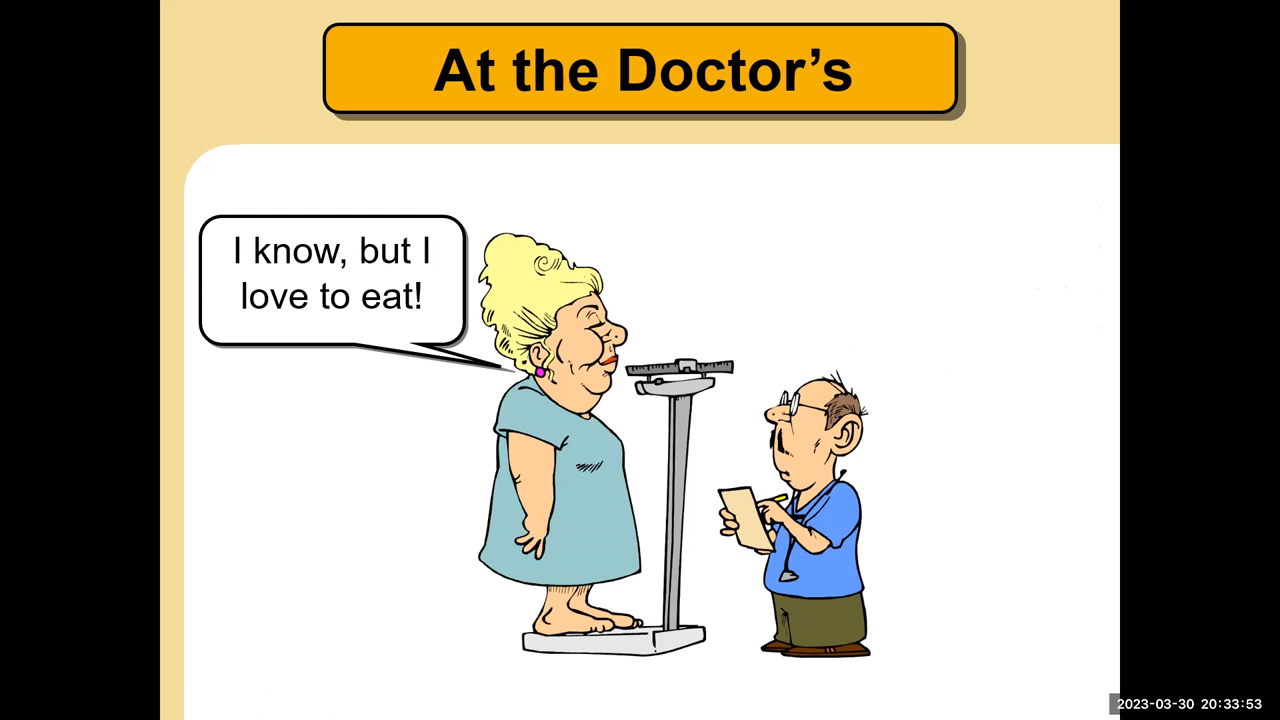 At the Doctor’s
I know, but I
love to eat!
2023-03-30 20:33:53